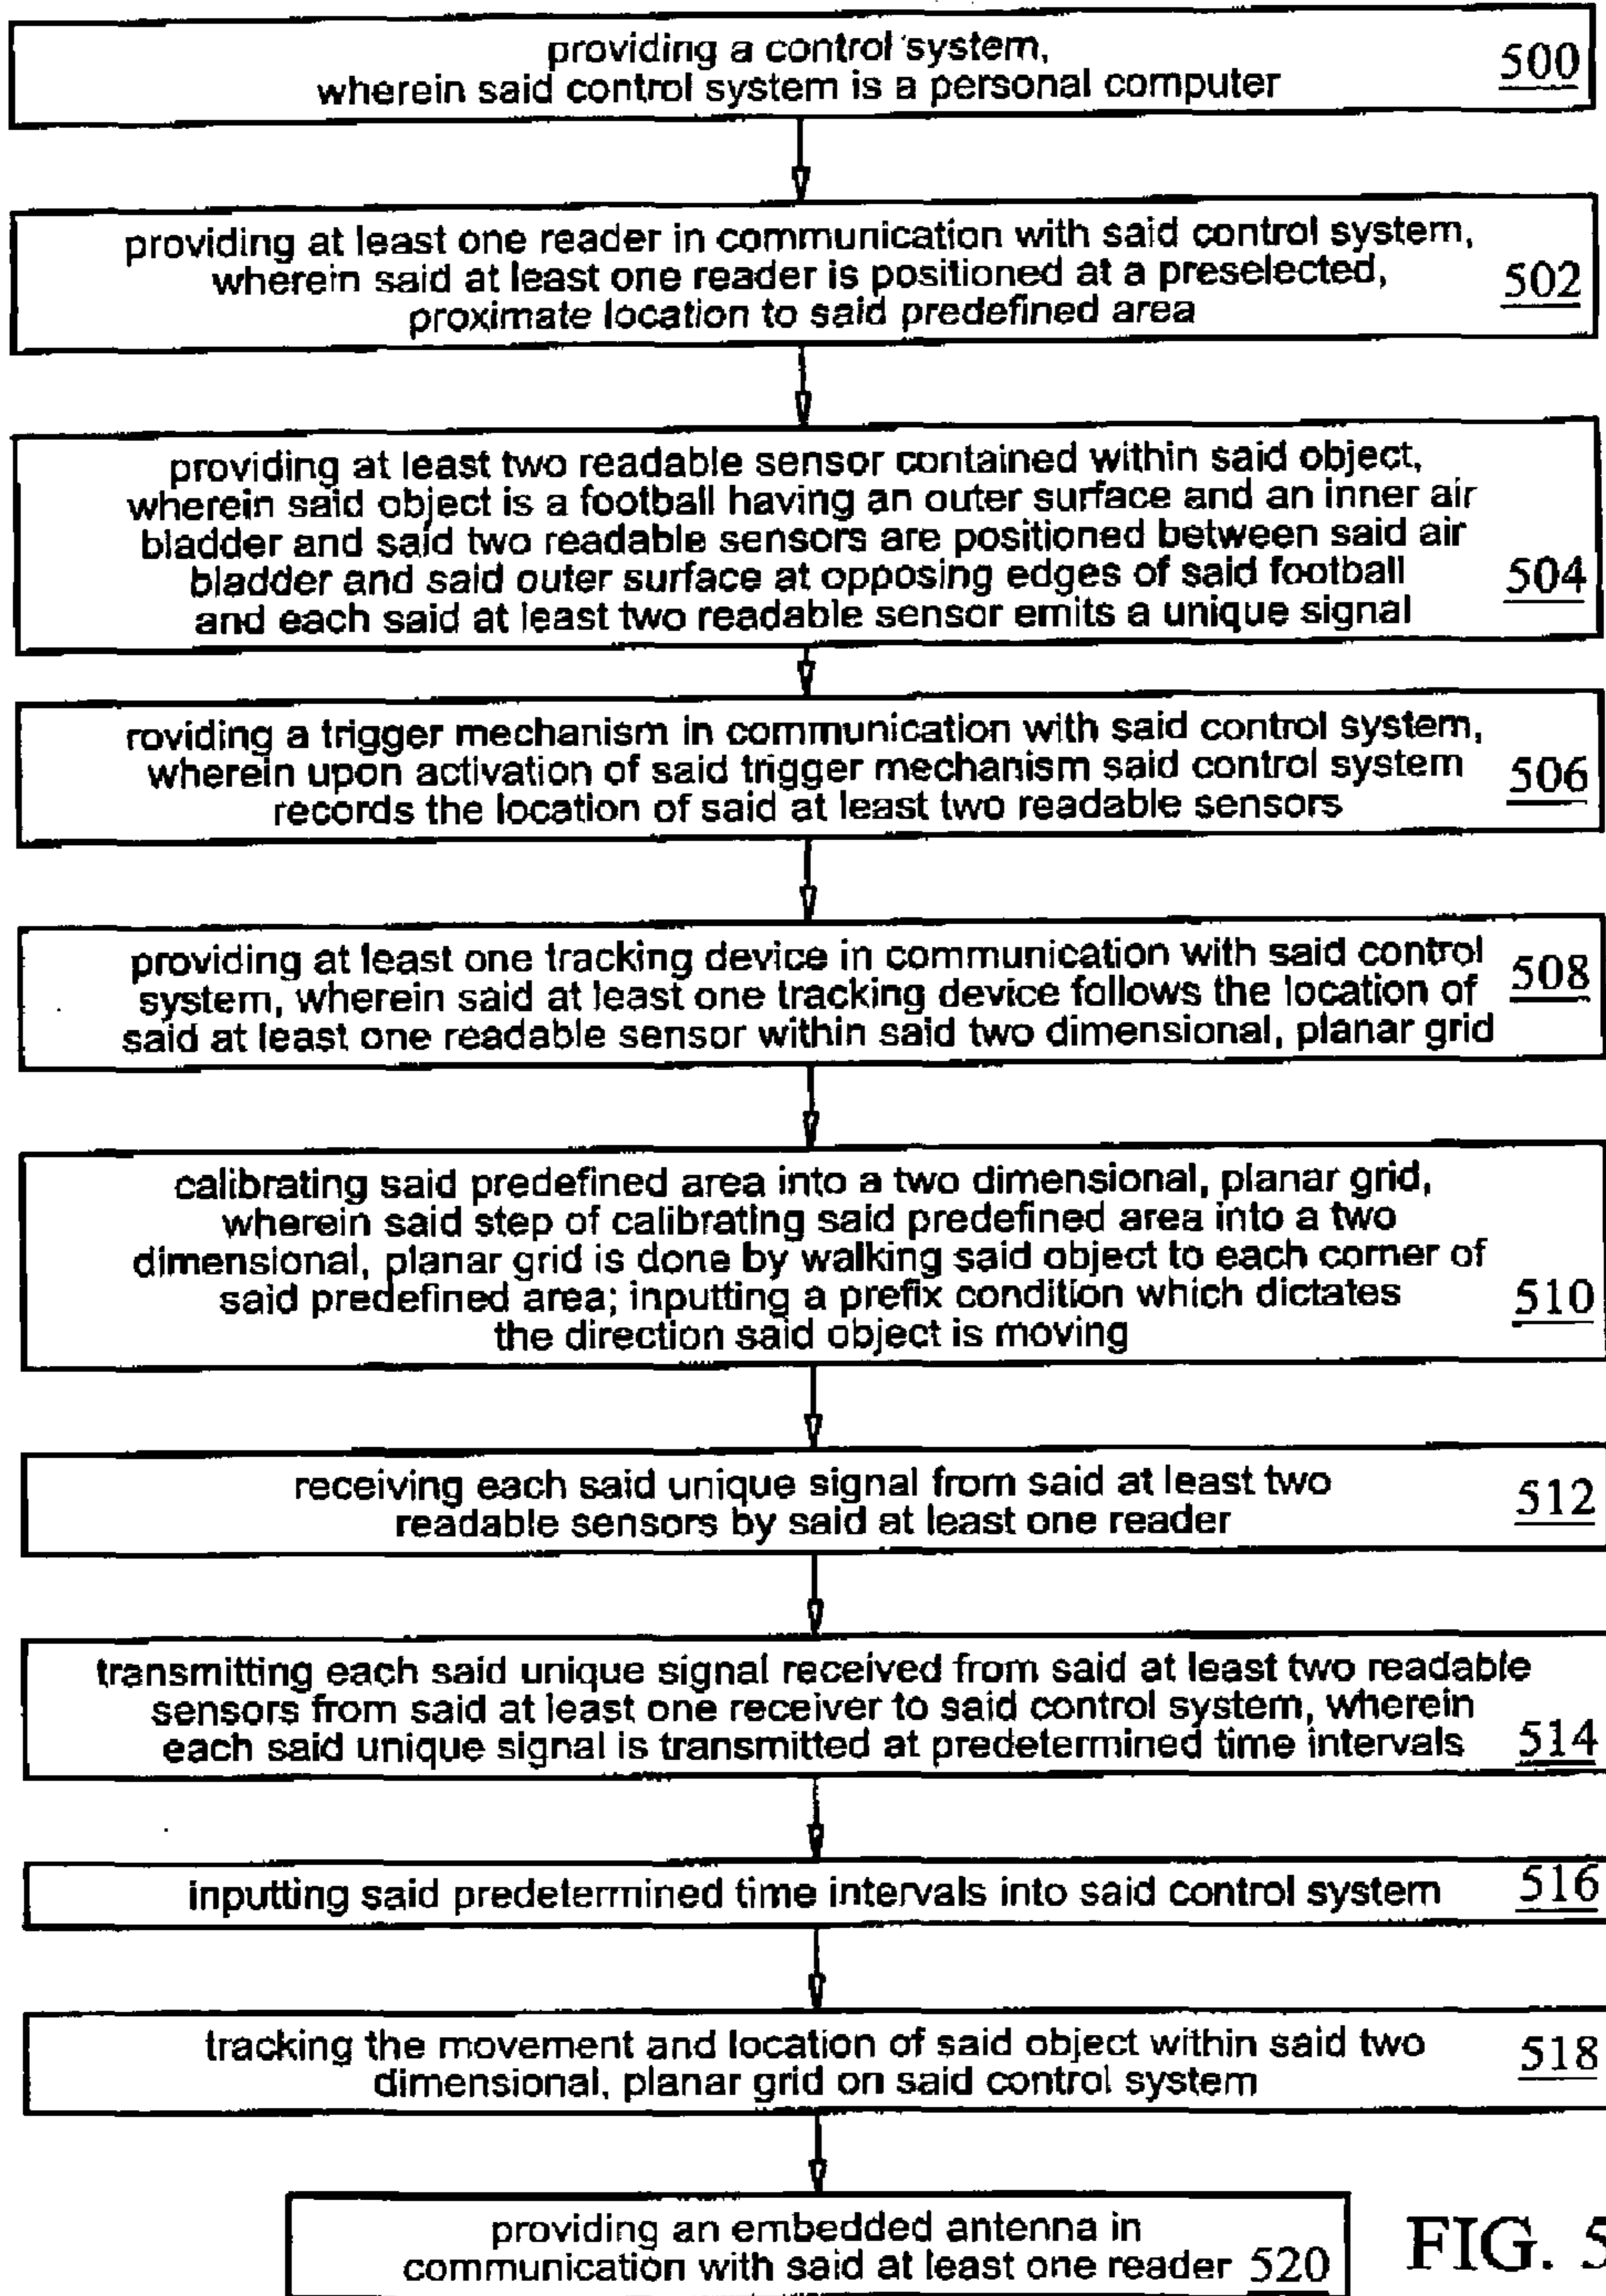 providing a control system,
wherein said control system is a personal computer
500
providing at least one reader in communication with said control system,
wherein said at least one reader is positioned at a preselected,
proximate location to said predefined area
502
providing at least two readable sensor contained within said object,
wherein said object is a football having an outer surface and an inner air
bladder and said two readable sensors are positioned between said air
bladder and said outer surface at opposing edges of said football
and each said at least two readable sensor emits a unique signal
504
roviding a trigger mechanism in communication with said control system,
wherein upon activation of said trigger mechanism said control system
records the location of said at least two readable sensors
506
providing at least one tracking device in communication with said control
system, wherein said at least one tracking device follows the location of
said at least one readable sensor within said two dimensional, planar grid
508
calibrating said predefined area into a two dimensional, planar grid,
wherein said step of calibrating said predefined area into a two
dimensional, planar grid is done by walking said object to each corner of
said predefined area; inputting a prefix condition which dictates
the direction said object is moving
510
receiving each said unique signal from said at least two
readable sensors by said at least one reader
512
transmitting each said unique signal received from said at least two readable
sensors from said at least one receiver to said control system, wherein
each said unique signal is transmitted at predetermined time intervals
514
inputting said predetermined time intervals into said control system
516
tracking the movement and location of said object within said two
dimensional, planar grid on said control system
518
providing an embedded antenna in
communication with said at least one reader
520
FIG. 5